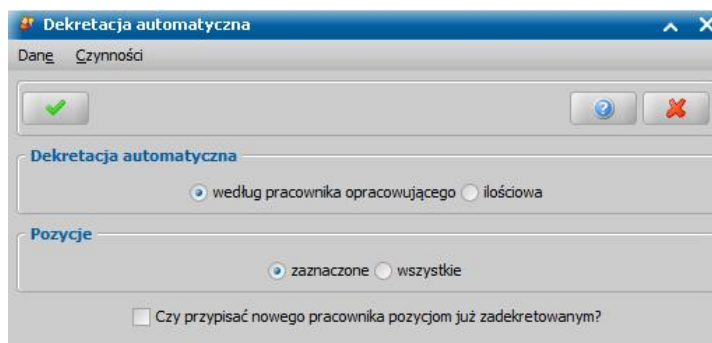 Dekretacja automatyczna
Dane Czynności
Dekretacja automatyczna
według pracownika opracowującego ilościowa
Pozycje
zaznaczone wszystkie
Czy przypisać nowego pracownika pozycjom już zadekretowanym?